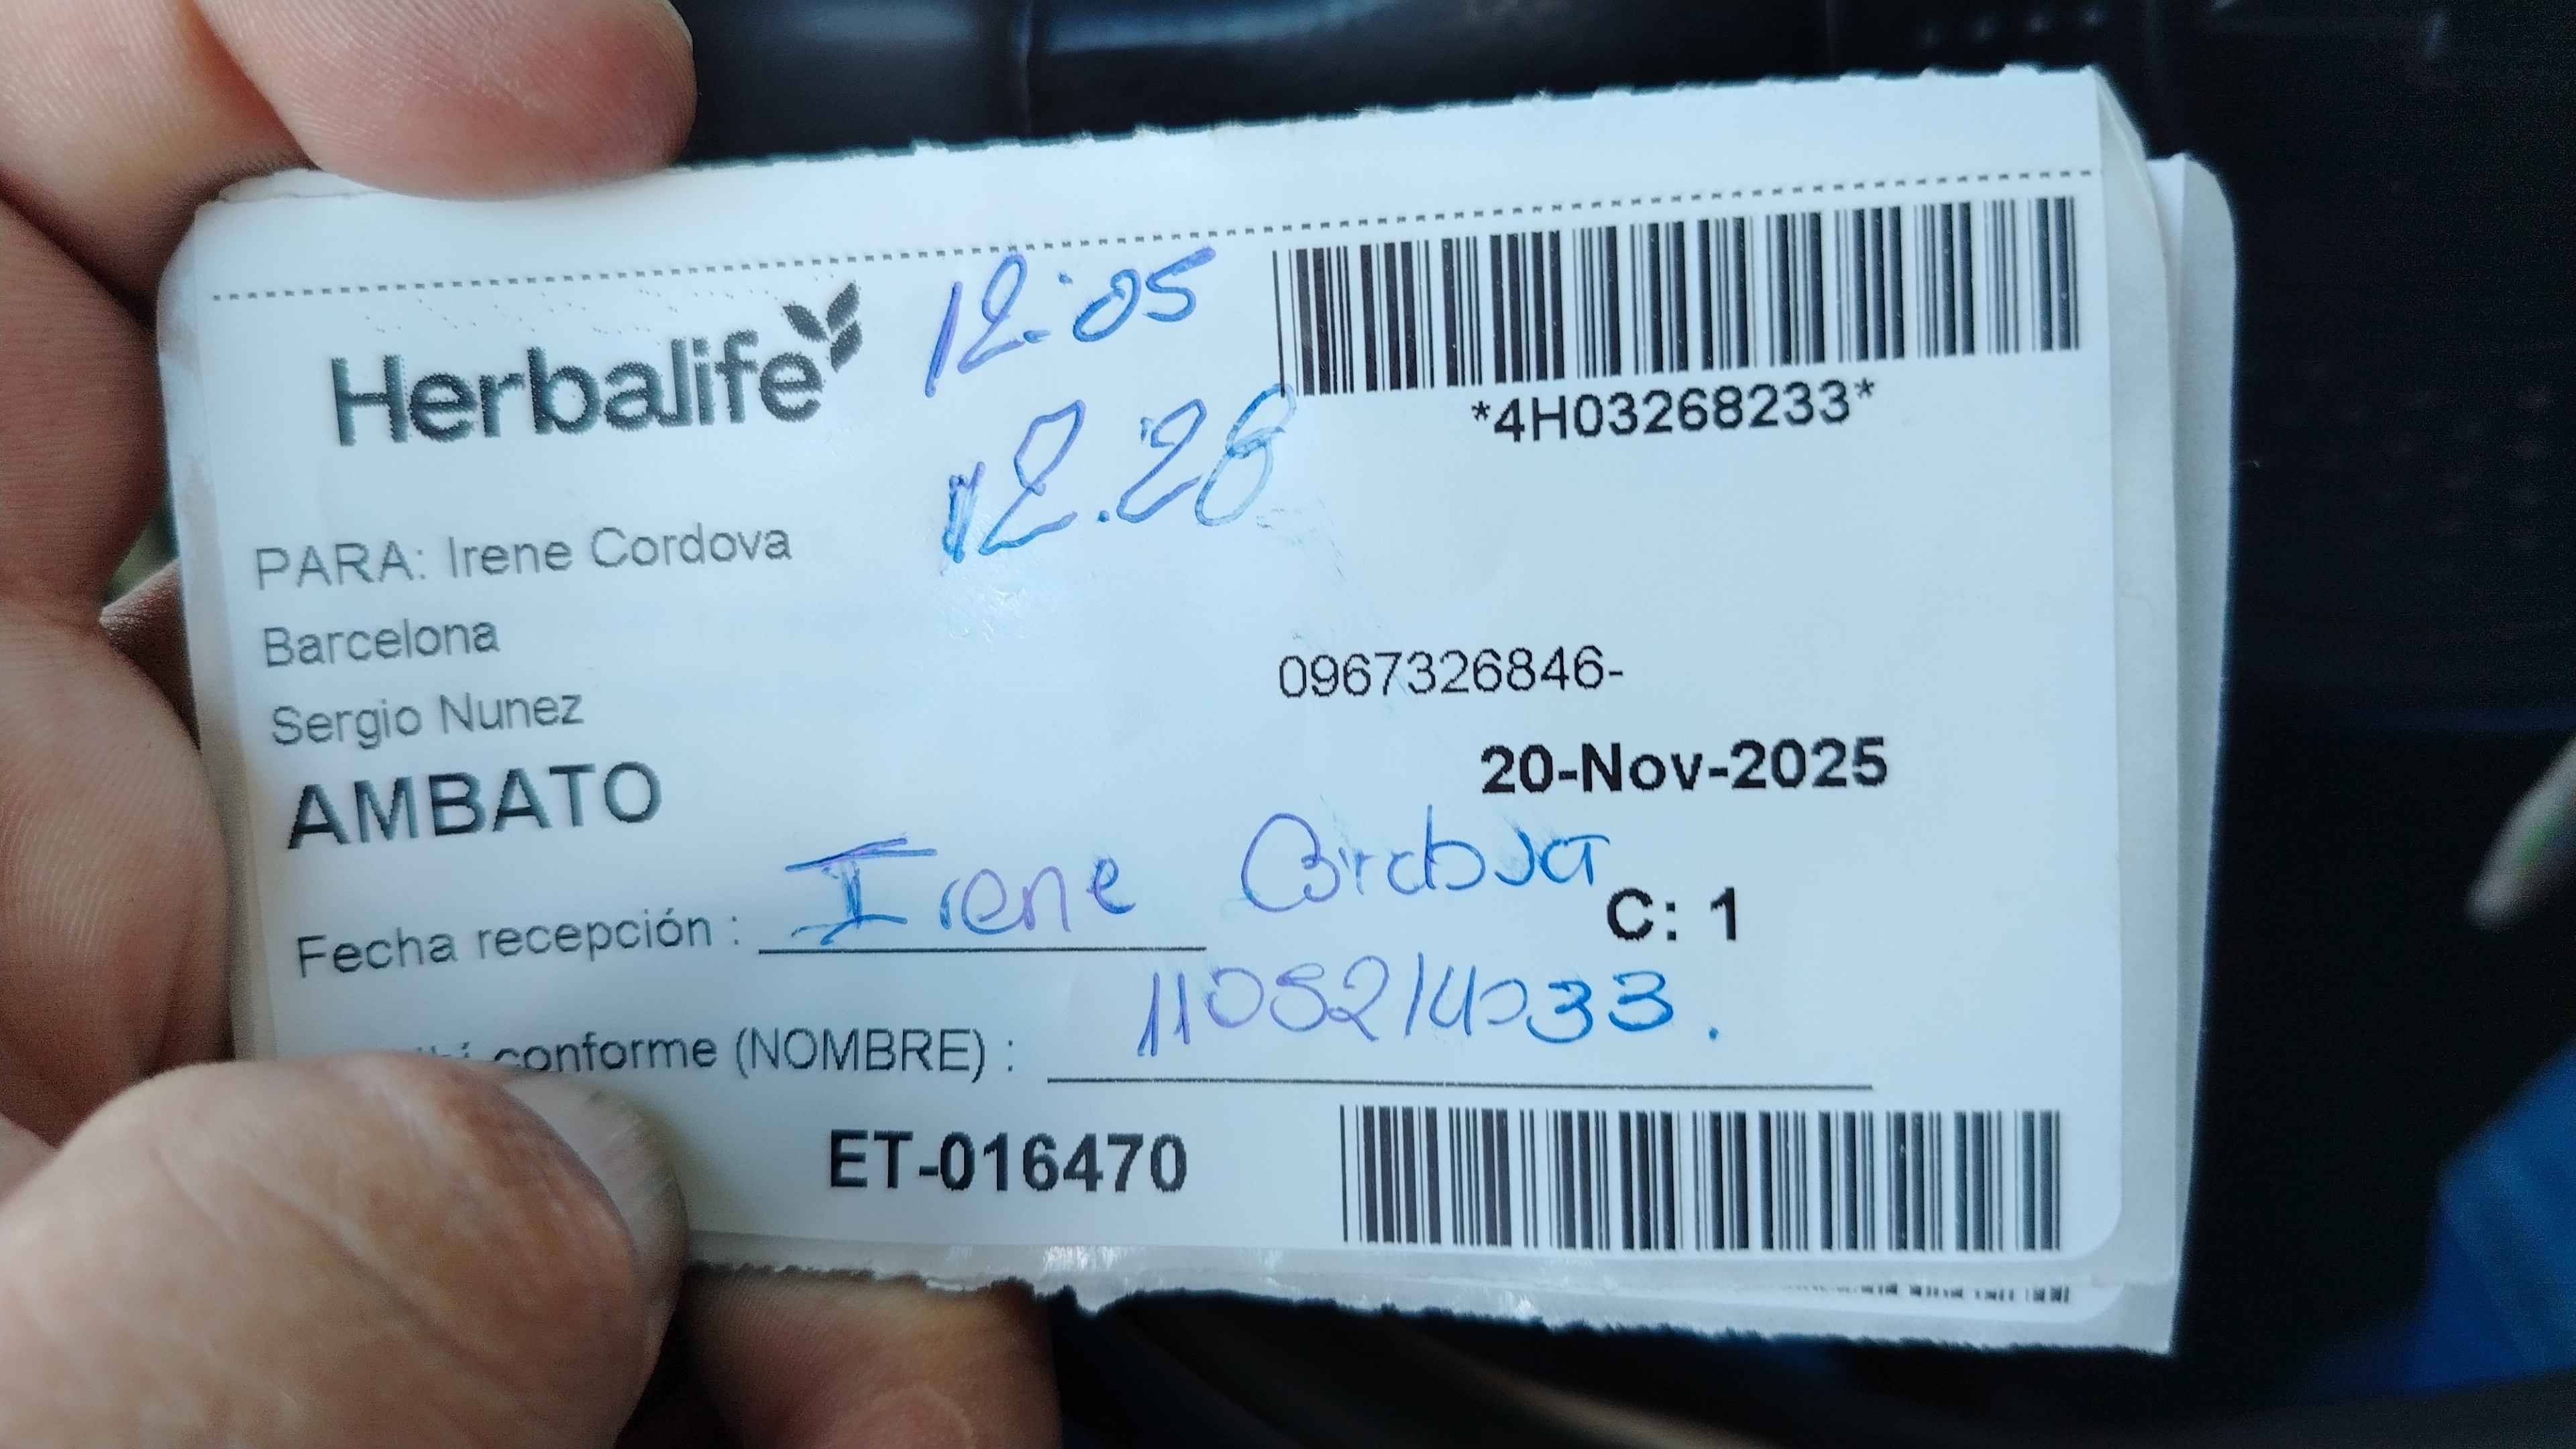 Herbalife
12:05
12:28
*4H03268233*
PARA: Irene Cordova
Barcelona
0967326846-
Sergio Nunez
20-Nov-2025
AMBATO
Fecha recepción : Irene Cordova
C: 1
conforme (NOMBRE) : 1105214033.
ET-016470